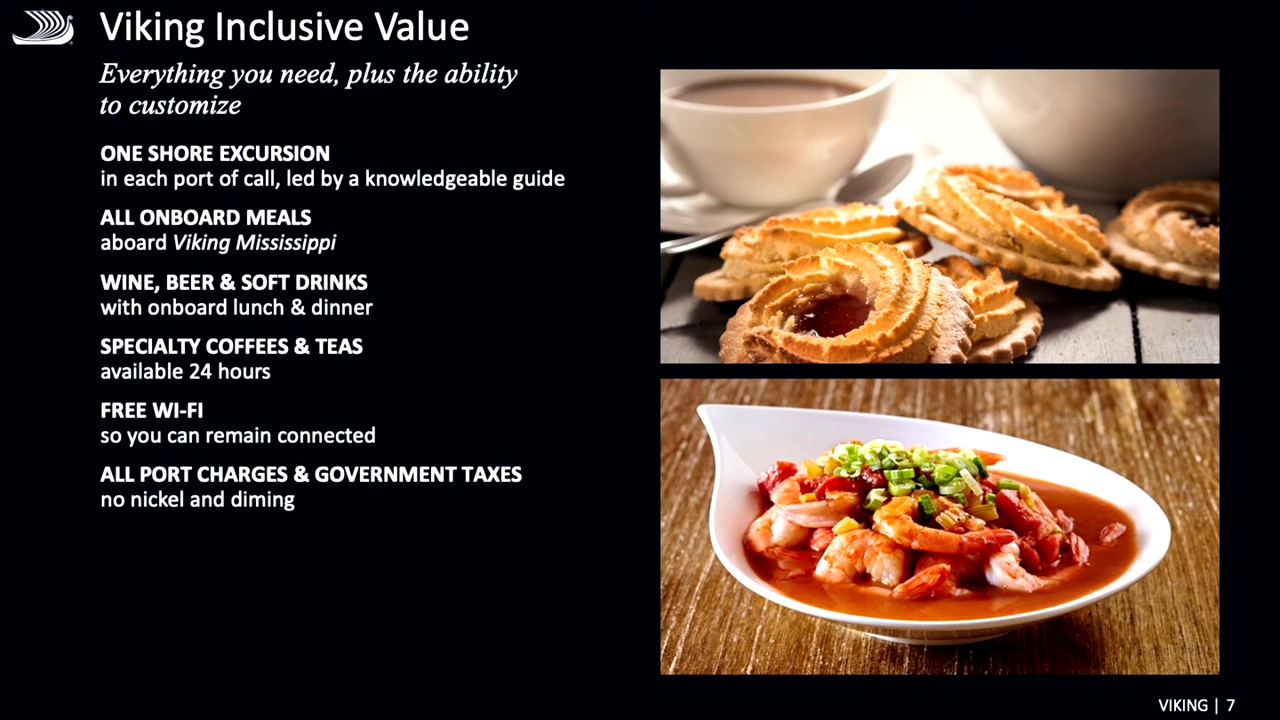 Viking Inclusive Value
Everything you need, plus the ability
to customize
ONE SHORE EXCURSION
in each port of call, led by a knowledgeable guide
ALL ONBOARD MEALS
aboard Viking Mississippi
WINE, BEER & SOFT DRINKS
with onboard lunch & dinner
SPECIALTY COFFEES & TEAS
available 24 hours
FREE WI-FI
so you can remain connected
ALL PORT CHARGES & GOVERNMENT TAXES
no nickel and diming
VIKING | 7